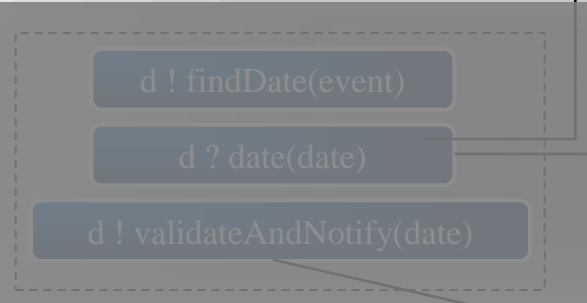 d ! findDate(event)
d ? date(date)
d ! validateAndNotify(date)